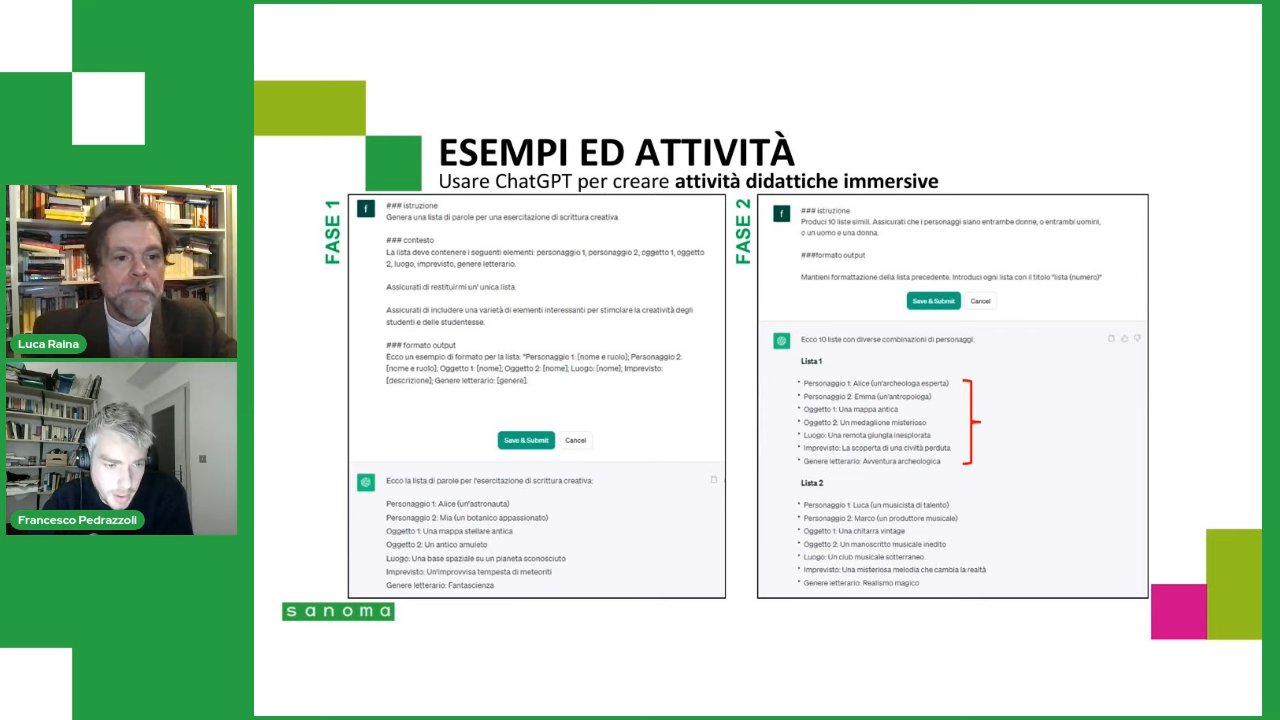 ESEMPI ED ATTIVITÀ
Usare ChatGPT per creare attività didattiche immersive
FASE 1
### istruzione
Genera una lista di parole per una esercitazione di scrittura creativa
### contesto
La lista deve contenere i seguenti elementi: personaggio 1, personaggio 2, oggetto 1, oggetto
2, luogo, imprevisto, genere letterario.
Assicurati di restituirmi un' unica lista.
Assicurati di includere una varietà di elementi interessanti per stimolare la creatività degli
studenti e delle studentesse.
### formato output
Ecco un esempio di formato per la lista: "Personaggio 1: [nome e ruolo]; Personaggio 2:
[nome e ruolo]; Oggetto 1: [nome]; Oggetto 2: [nome]; Luogo: [nome]; Imprevisto:
[descrizione]; Genere letterario: [genere].
Save & Submit
Cancel
Ecco la lista di parole per l'esercitazione di scrittura creativa:
Personaggio 1: Alice (un'astronauta)
Personaggio 2: Mia (un botanico appassionato)
Oggetto 1: Una mappa stellare antica
Oggetto 2: Un antico amuleto
Luogo: Una base spaziale su un pianeta sconosciuto
Imprevisto: Un'improvvisa tempesta di meteoriti
Genere letterario: Fantascienza
FASE 2
### istruzione
Produci 10 liste simili. Assicurati che i personaggi siano entrambe donne, o entrambi uomini,
o un uomo e una donna.
###formato output
Mantieni formattazione della lista precedente. Introduci ogni lista con il titolo "lista (numero)"
Save & Submit
Cancel
Ecco 10 liste con diverse combinazioni di personaggi:
Lista 1
Personaggio 1: Alice (un'archeologa esperta)
Personaggio 2: Emma (un'antropologa)
Oggetto 1: Una mappa antica
Oggetto 2: Un medaglione misterioso
Luogo: Una remota giungla inesplorata
Imprevisto: La scoperta di una civiltà perduta
Genere letterario: Avventura archeologica
Lista 2
Personaggio 1: Luca (un musicista di talento)
Personaggio 2: Marco (un produttore musicale)
Oggetto 1: Una chitarra vintage
Oggetto 2: Un manoscritto musicale inedito
Luogo: Un club musicale sotterraneo
Imprevisto: Una misteriosa melodia che cambia la realtà
Genere letterario: Realismo magico
Luca Raina
Francesco Pedrazzoli
sanoma